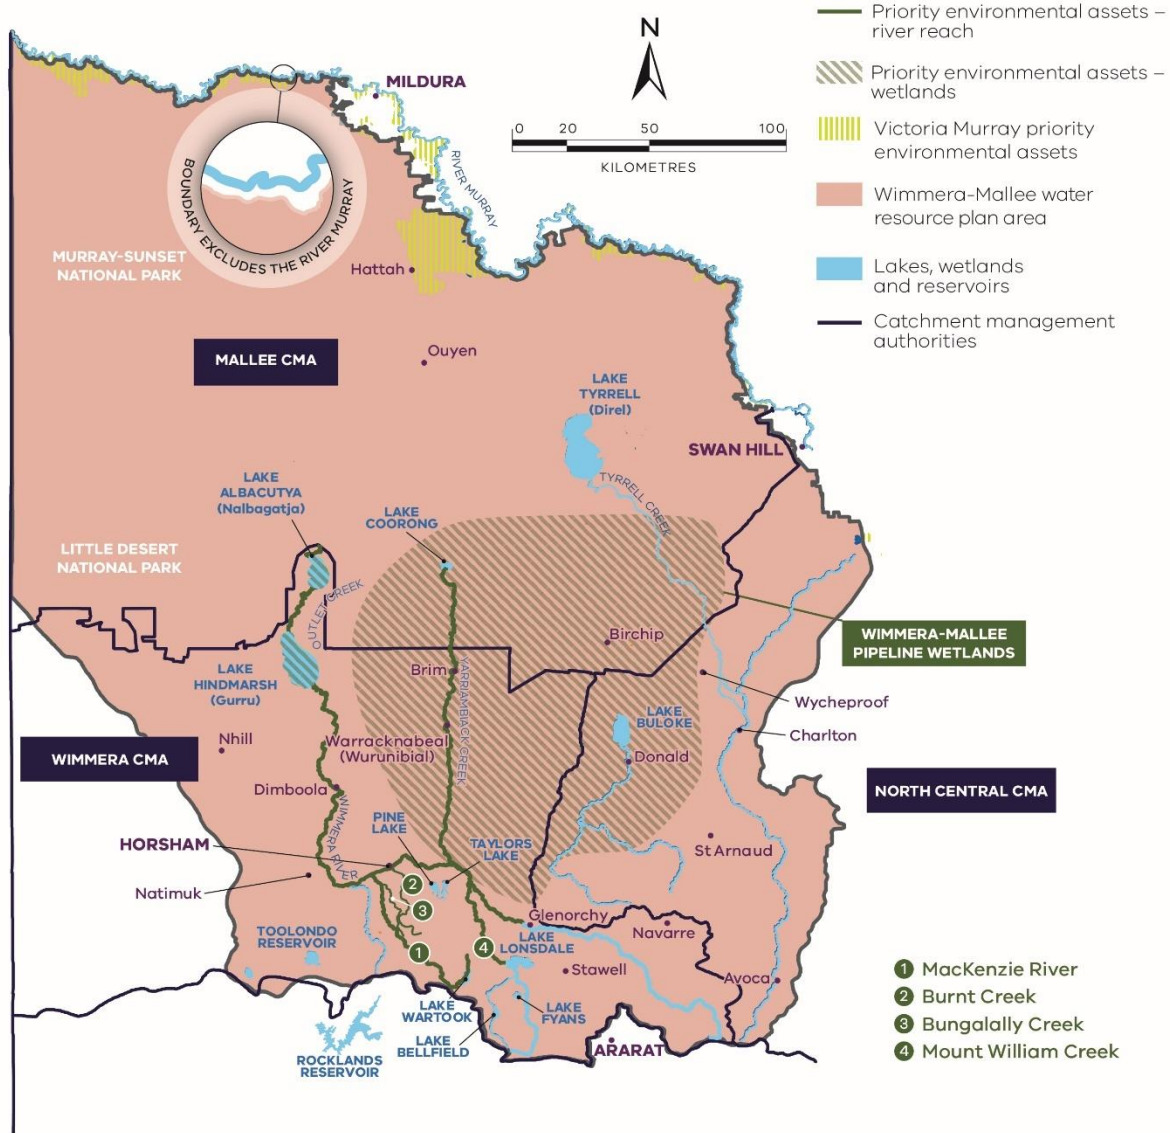 Priority environmental assets –
river reach
Priority environmental assets –
wetlands
Victoria Murray priority
environmental assets
Wimmera-Mallee water
resource plan area
Lakes, wetlands
and reservoirs
Catchment management
authorities
N
0 20 50 100
KILOMETRES
MILDURA
RIVER MURRAY
BOUNDARY EXCLUDES THE RIVER MURRAY
MURRAY-SUNSET
NATIONAL PARK
Hattah
MALLEE CMA
Ouyen
LAKE
TYRRELL
(Direl)
SWAN HILL
TYRRELL CREEK
LAKE
ALBACUTYA
(Nalbagatja)
LAKE
COORONG
LITTLE DESERT
NATIONAL PARK
OUTLET CREEK
Birchip
WIMMERA-MALLEE
PIPELINE WETLANDS
LAKE
HINDMARSH
(Gurru)
Brim
YARRIAMBIACK CREEK
Wycheproof
LAKE
BULOKE
Charlton
Nhill
Warracknabeal
(Wurunibial)
Donald
WIMMERA CMA
NORTH CENTRAL CMA
Dimboola
WIMMERA RIVER
PINE
LAKE
HORSHAM
TAYLORS
LAKE
St Arnaud
Natimuk
2
3
Glenorchy
Navarre
TOOLONDO
RESERVOIR
1
4
LAKE
LONSDALE
Stawell
Avoca
LAKE
WARTOOK
LAKE
FYANS
LAKE
BELLFIELD
ROCKLANDS
RESERVOIR
ARARAT
1 MacKenzie River
2 Burnt Creek
3 Bungalally Creek
4 Mount William Creek